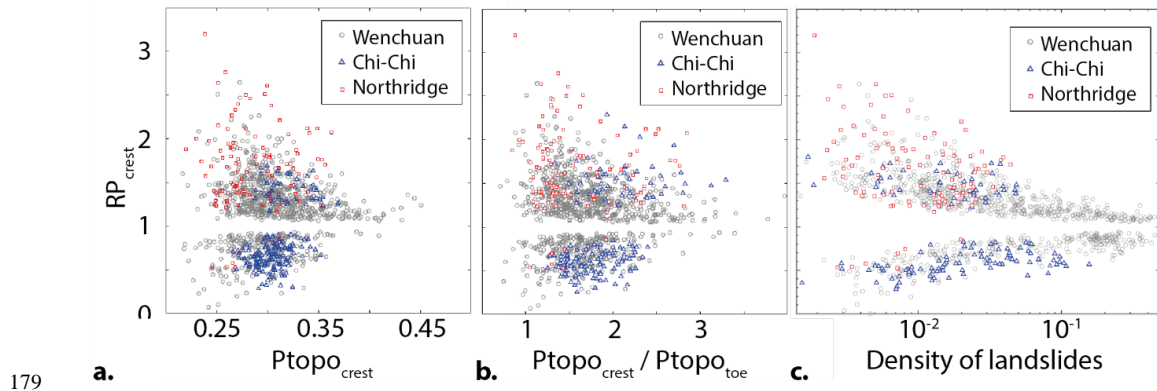 Wenchuan
Chi-Chi
Northridge
Wenchuan
Chi-Chi
Northridge
Wenchuan
Chi-Chi
Northridge
3
2
1
0
RPcrest
0.25 0.35 0.45
1 2 3
10-2 10-1
179
a.
Ptopocrest
b.
Ptopocrest / Ptopotoe
c.
Density of landslides